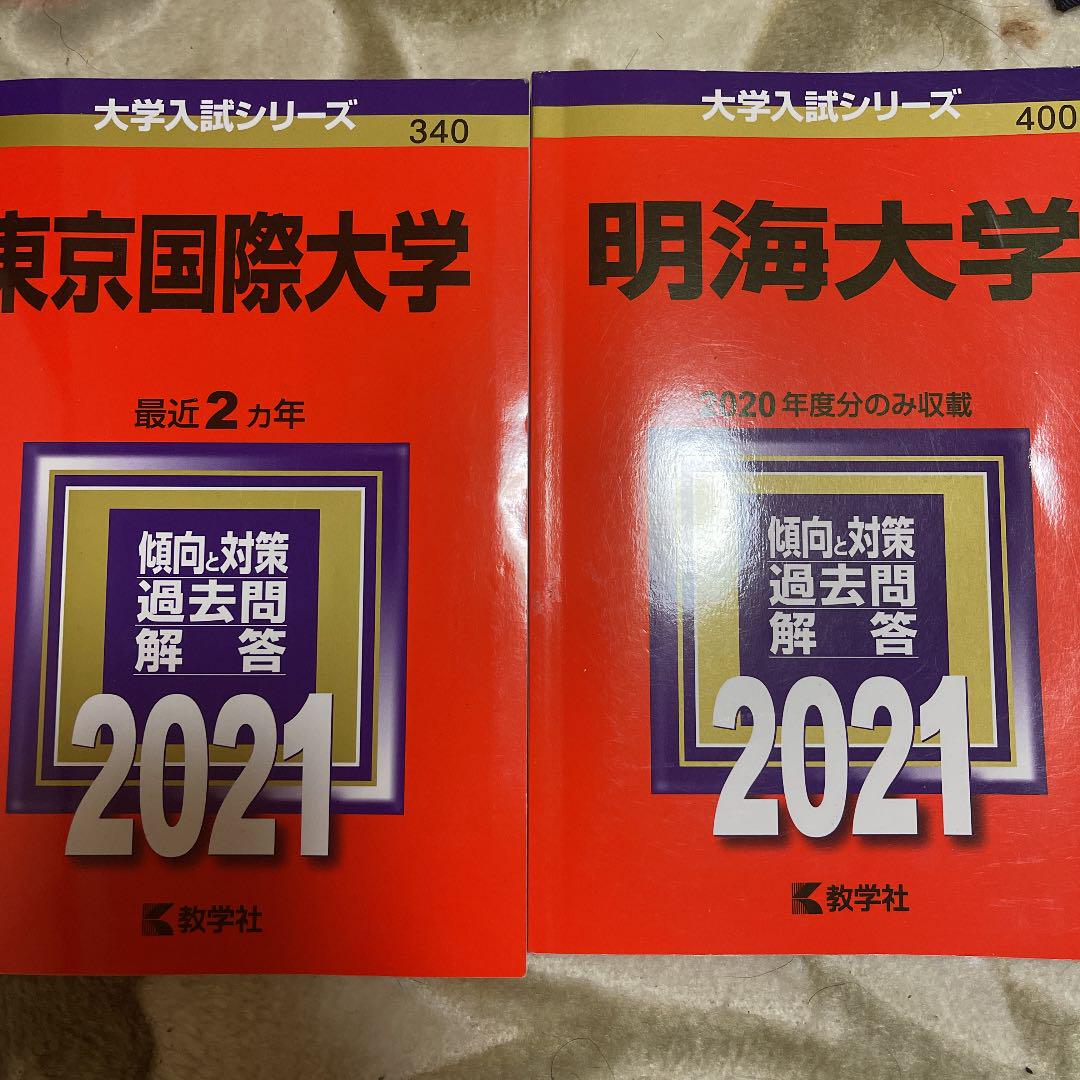 大学入試シリーズ
340
東京国際大学
最近2ヵ年
傾向と対策
過去問
解答
2021
教学社
大学入試シリーズ
400
明海大学
2020年度分のみ収載
傾向と対策
過去問
解答
2021
教学社